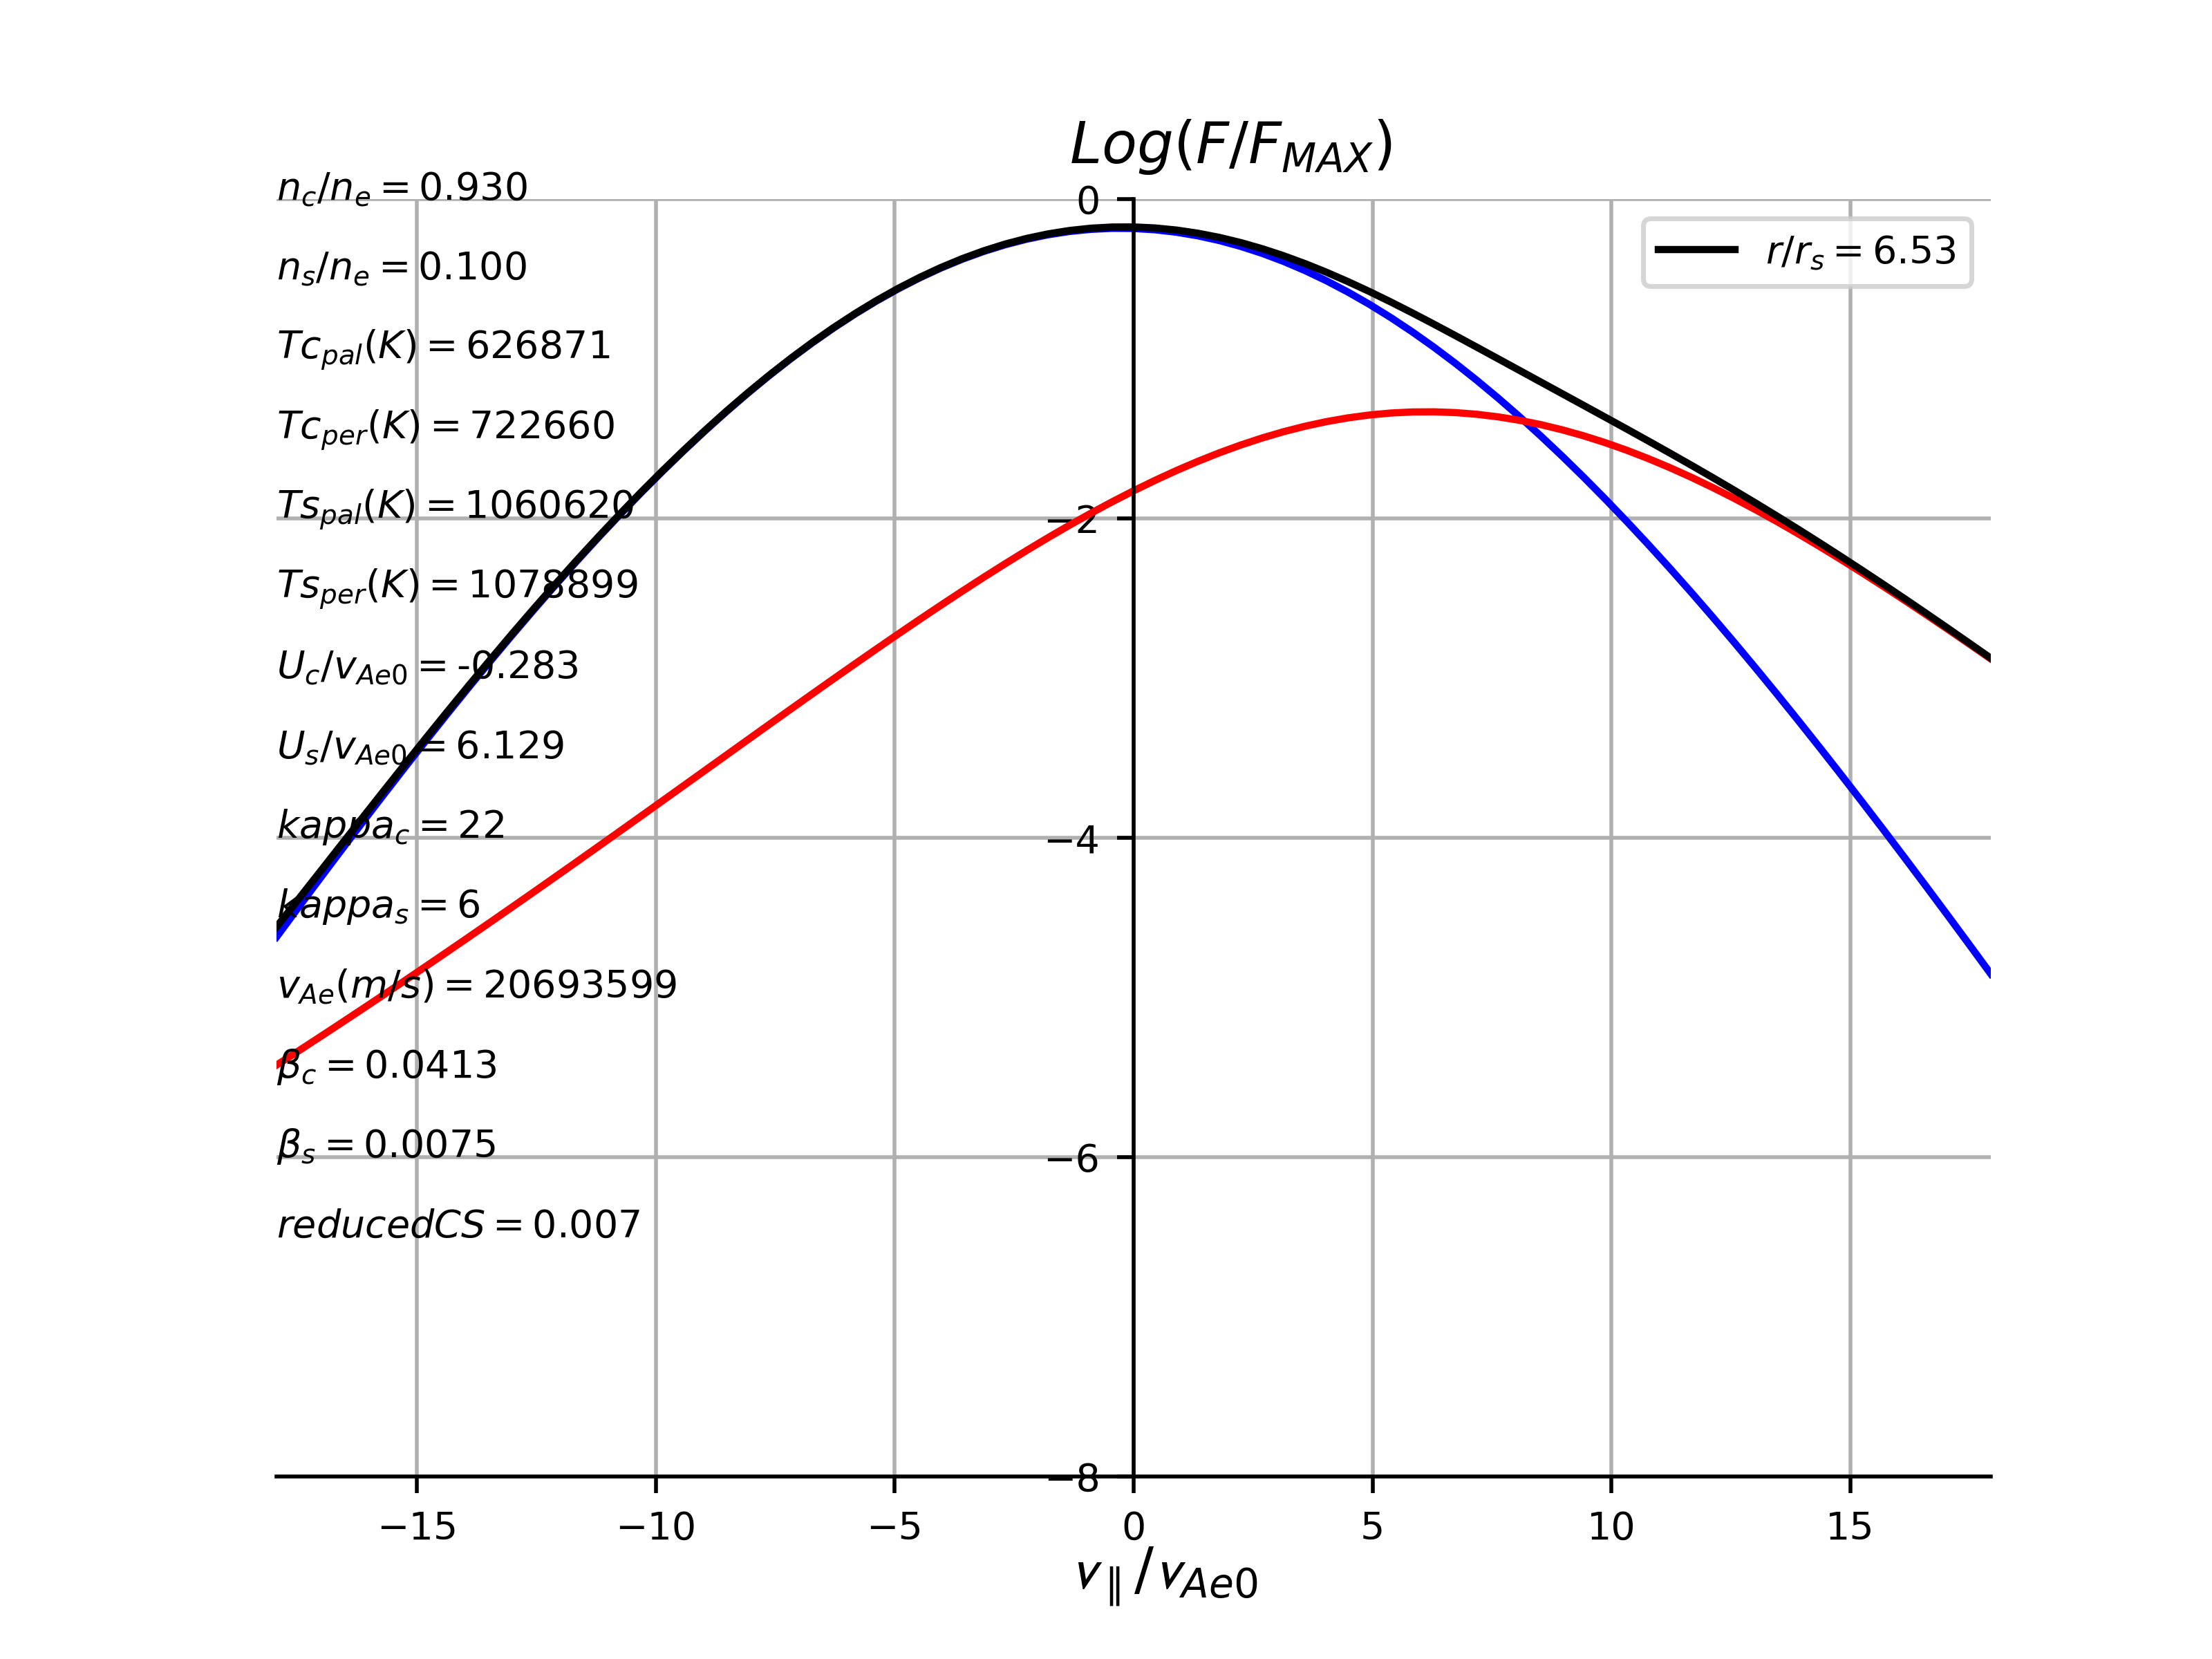 Log(F/F_MAX)
n_c/n_e = 0.930
n_s/n_e = 0.100
Tc_pal(K) = 626871
Tc_per(K) = 722660
Ts_pal(K) = 1060620
Ts_per(K) = 1078899
U_c/v_Ae0 = -0.283
U_s/v_Ae0 = 6.129
kappa_c = 22
kappa_s = 6
v_Ae(m/s) = 20693599
β_c = 0.0413
β_s = 0.0075
reducedCS = 0.007
r/r_s = 6.53
0
−2
−4
−6
−8
−15 −10 −5 0 5 10 15
v_∥/v_Ae0